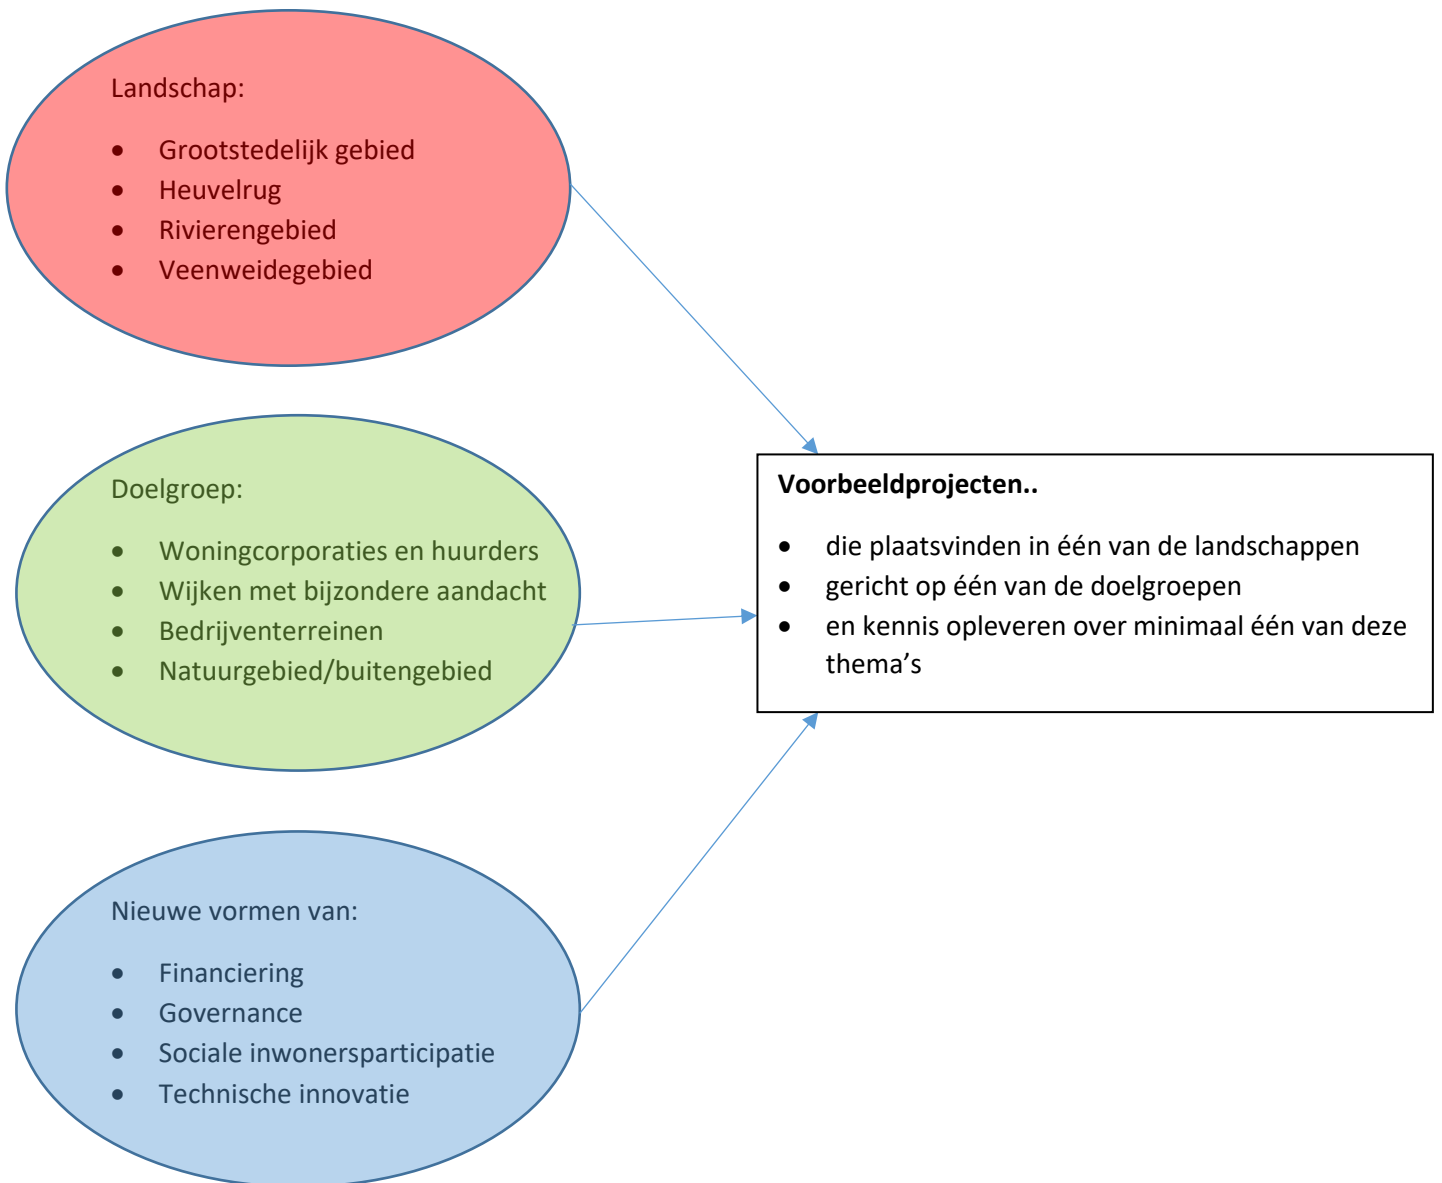 Landschap:
• Grootstedelijk gebied
• Heuvelrug
• Rivierengebied
• Veenweidegebied
Doelgroep:
• Woningcorporaties en huurders
• Wijken met bijzondere aandacht
• Bedrijventerreinen
• Natuurgebied/buitengebied
Nieuwe vormen van:
• Financiering
• Governance
• Sociale inwonersparticipatie
• Technische innovatie
Voorbeeldprojecten..
• die plaatsvinden in één van de landschappen
• gericht op één van de doelgroepen
• en kennis opleveren over minimaal één van deze
thema’s